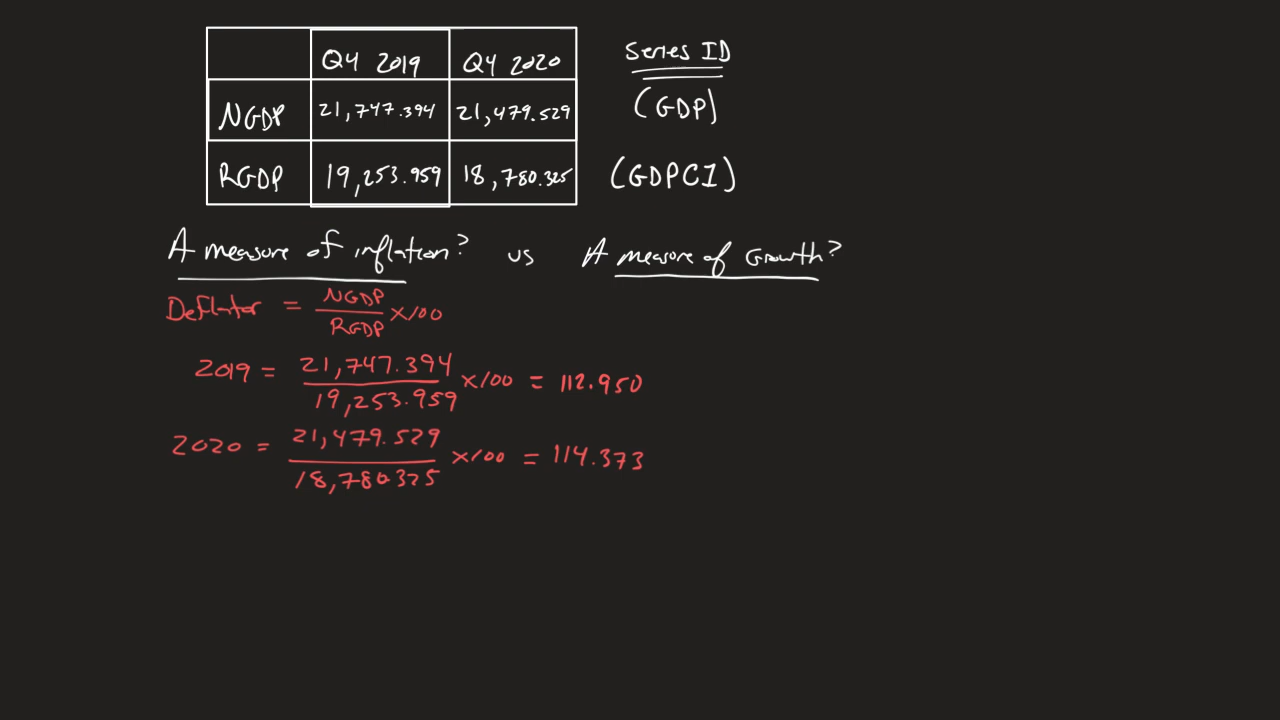 Q4 2019 Q4 2020 Series ID
NGDP 21,747.394 21,479.529 (GDP)
RGDP 19,253.959 18,780.325 (GDPC1)
A measure of inflation? vs A measure of Growth?
Deflator = NGDP / RGDP x100
2019 = 21,747.394 / 19,253.959 x100 = 112.950
2020 = 21,479.529 / 18,780.325 x100 = 114.373